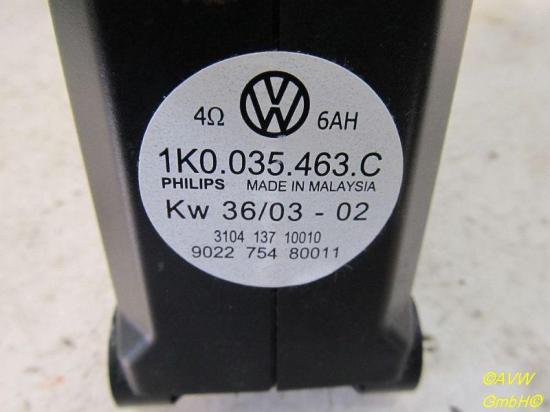 4Ω VW 6AH
1K0.035.463.C
PHILIPS MADE IN MALAYSIA
Kw 36/03 - 02
3104 137 10010
9022 754 80011
©AVW
GmbH©